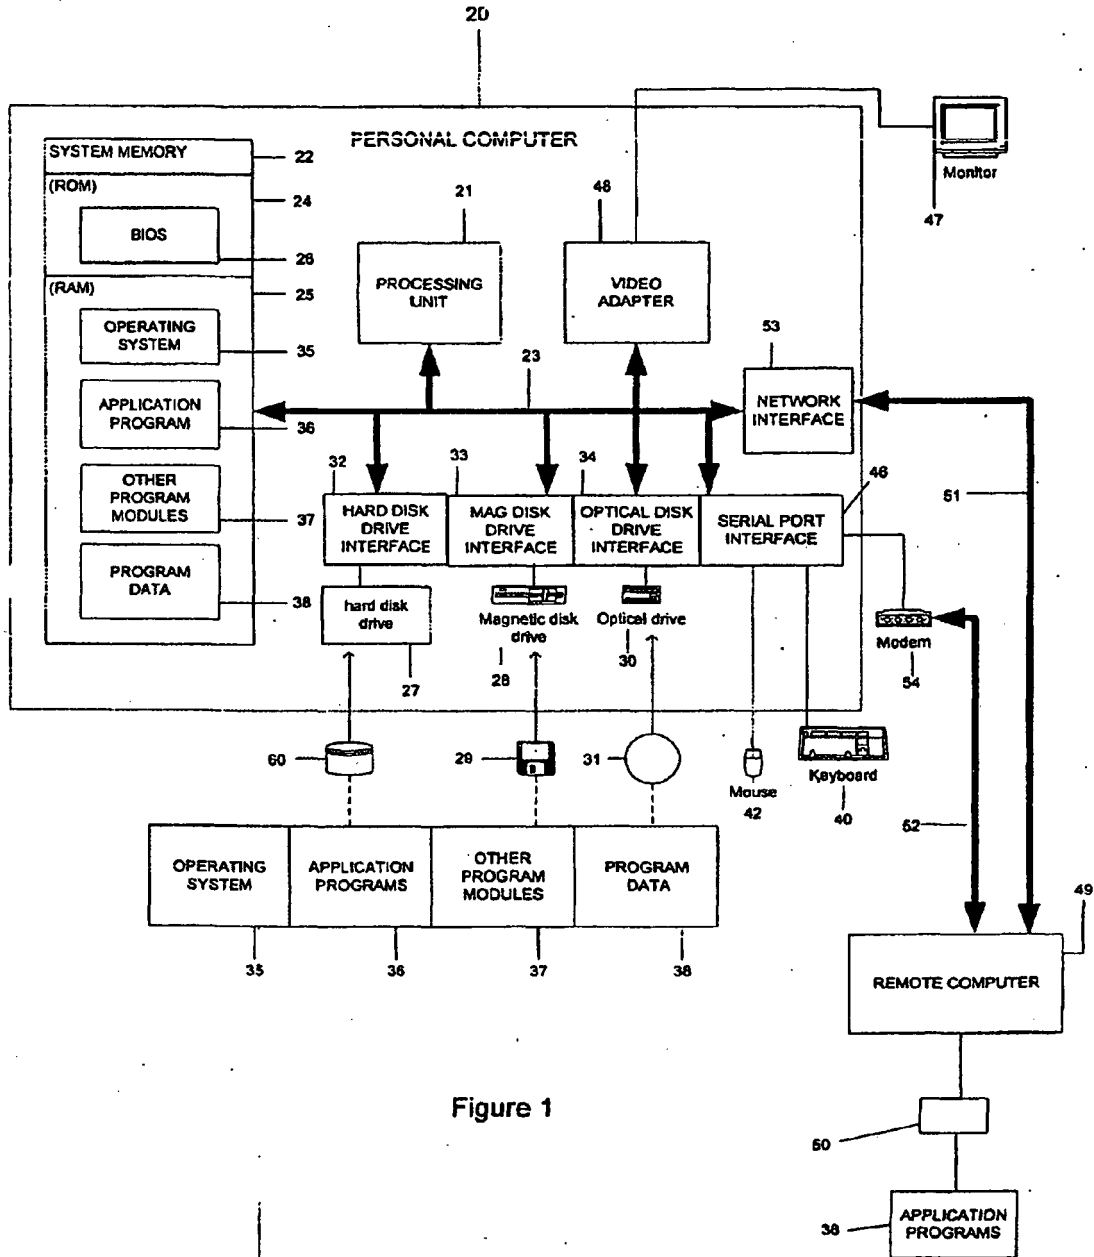 20
PERSONAL COMPUTER
SYSTEM MEMORY
22
(ROM)
24
BIOS
26
(RAM)
25
OPERATING
SYSTEM
35
APPLICATION
PROGRAM
36
OTHER
PROGRAM
MODULES
37
PROGRAM
DATA
38
21
PROCESSING
UNIT
48
VIDEO
ADAPTER
Monitor
47
23
53
NETWORK
INTERFACE
32
HARD DISK
DRIVE
INTERFACE
33
MAG DISK
DRIVE
INTERFACE
34
OPTICAL DISK
DRIVE
INTERFACE
46
SERIAL PORT
INTERFACE
51
hard disk
drive
27
Magnetic disk
drive
28
Optical drive
30
Modem
54
60
29
31
Mouse
42
Keyboard
40
52
OPERATING
SYSTEM
APPLICATION
PROGRAMS
OTHER
PROGRAM
MODULES
PROGRAM
DATA
35
36
37
38
49
REMOTE COMPUTER
50
APPLICATION
PROGRAMS
36
Figure 1